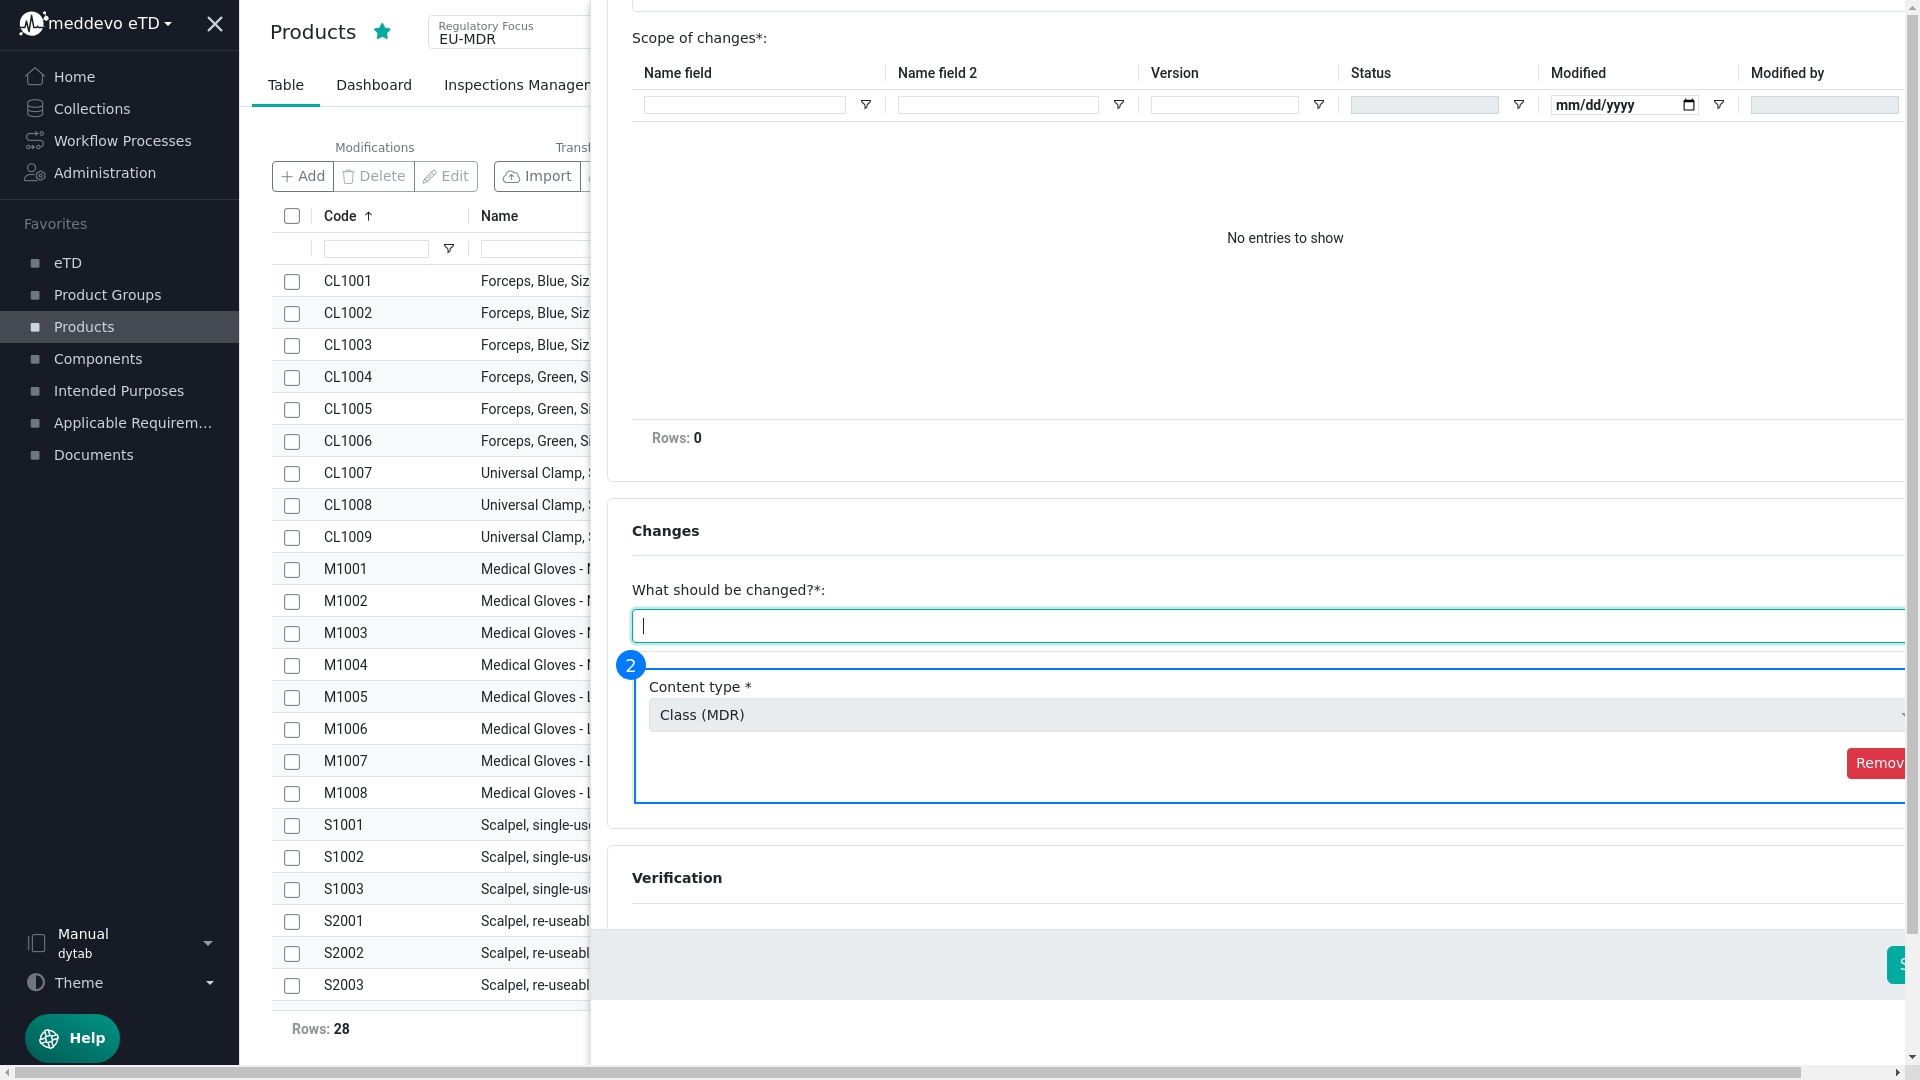 meddevo eTD
Home
Collections
Workflow Processes
Administration
Favorites
eTD
Product Groups
Products
Components
Intended Purposes
Applicable Requirem...
Documents
Manual
dytab
Theme
Help
Products
Regulatory Focus
EU-MDR
Table
Dashboard
Inspections Manager
Modifications
Transf
Add
Delete
Edit
Import
Code
Name
CL1001 Forceps, Blue, Siz
CL1002 Forceps, Blue, Siz
CL1003 Forceps, Blue, Siz
CL1004 Forceps, Green, Si
CL1005 Forceps, Green, Si
CL1006 Forceps, Green, Si
CL1007 Universal Clamp,
CL1008 Universal Clamp,
CL1009 Universal Clamp,
M1001 Medical Gloves -
M1002 Medical Gloves -
M1003 Medical Gloves -
M1004 Medical Gloves -
M1005 Medical Gloves - L
M1006 Medical Gloves - L
M1007 Medical Gloves - L
M1008 Medical Gloves - L
S1001 Scalpel, single-us
S1002 Scalpel, single-us
S1003 Scalpel, single-us
S2001 Scalpel, re-useabl
S2002 Scalpel, re-useabl
S2003 Scalpel, re-useabl
Rows: 28
Scope of changes*:
Name field
Name field 2
Version
Status
Modified
Modified by
mm/dd/yyyy
No entries to show
Rows: 0
Changes
What should be changed?*:
2
Content type *
Class (MDR)
Remov
Verification
S